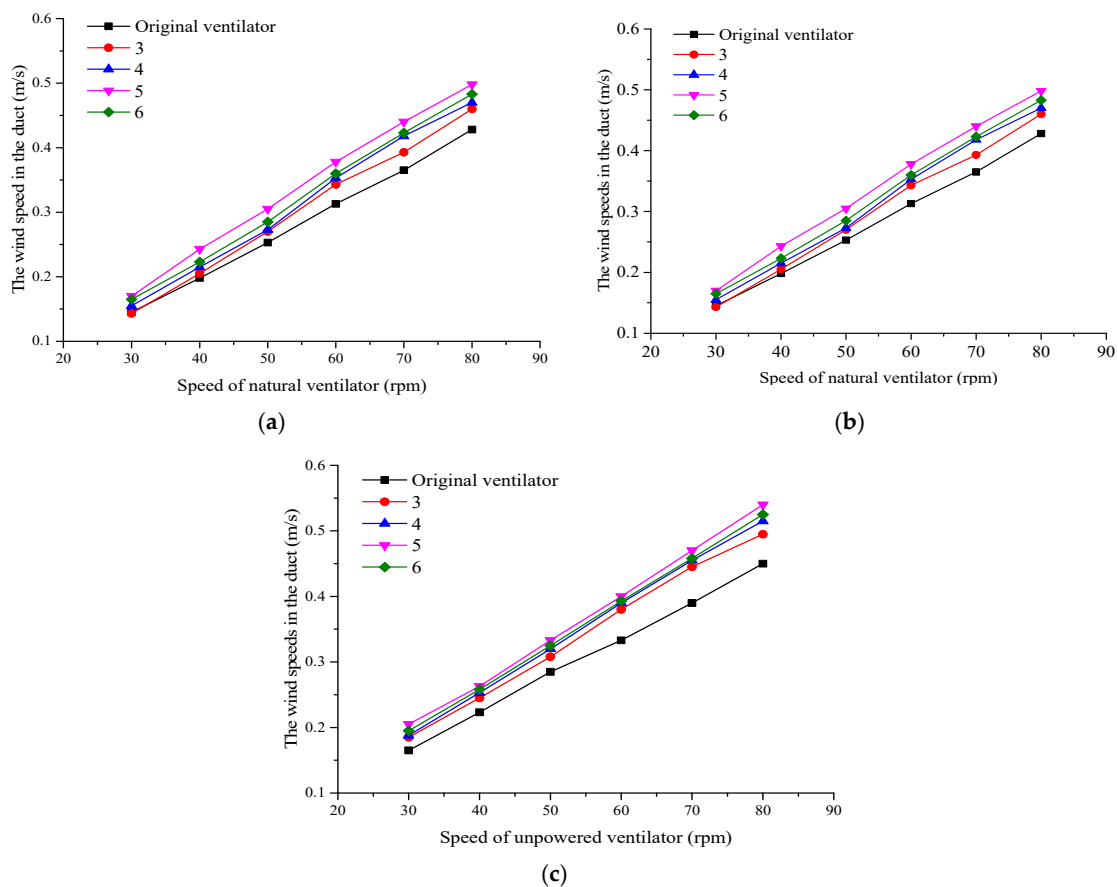 0.6
0.5
0.4
0.3
0.2
0.1
The wind speed in the duct (m/s)
Original ventilator
3
4
5
6
20 30 40 50 60 70 80 90
Speed of natural ventilator (rpm)
(a)
0.6
0.5
0.4
0.3
0.2
0.1
The wind speeds in the duct (m/s)
Original ventilator
3
4
5
6
20 30 40 50 60 70 80 90
Speed of natural ventilator (rpm)
(b)
0.6
0.5
0.4
0.3
0.2
0.1
The wind speeds in the duct (m/s)
Original ventilator
3
4
5
6
20 30 40 50 60 70 80 90
Speed of unpowered ventilator (rpm)
(c)